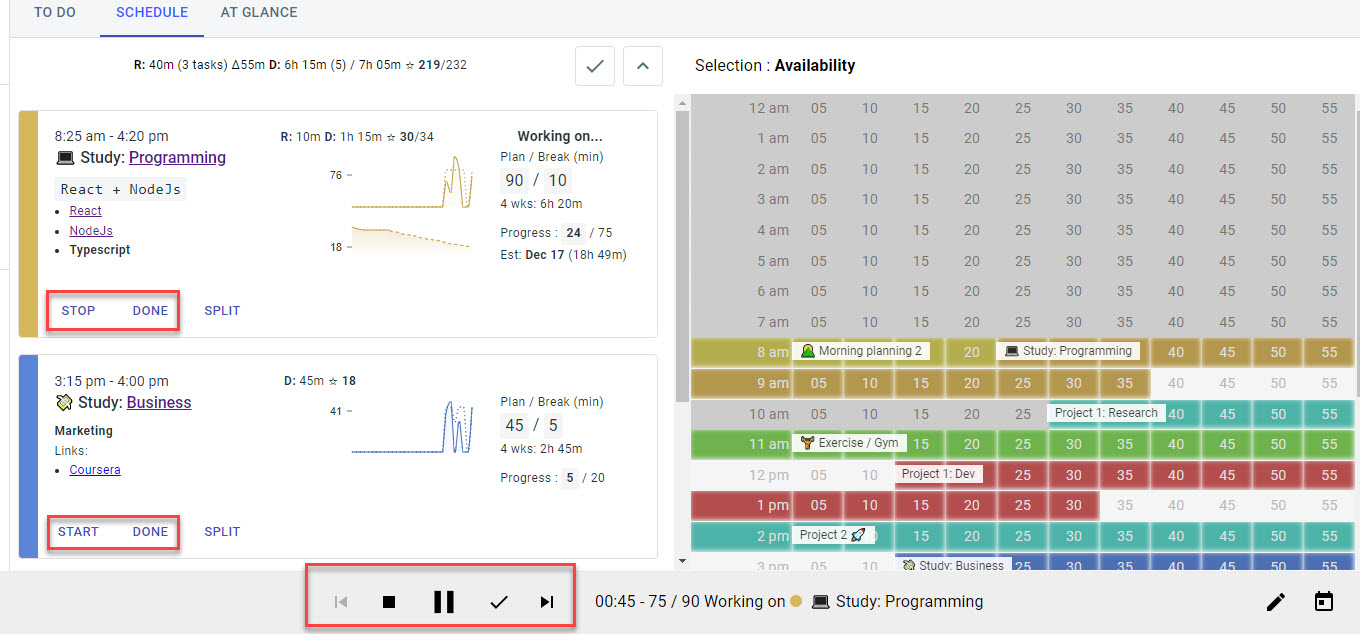 TO DO SCHEDULE AT GLANCE
R: 40m (3 tasks) Δ55m D: 6h 15m (5) / 7h 05m ☆ 219/232
8:25 am - 4:20 pm
Study: Programming
React + NodeJs
• React
• NodeJs
• Typescript
R: 10m D: 1h 15m ☆ 30/34
76
18
Working on...
Plan / Break (min)
90 / 10
4 wks: 6h 20m
Progress : 24 / 75
Est: Dec 17 (18h 49m)
STOP DONE SPLIT
3:15 pm - 4:00 pm
Study: Business
Marketing
Links:
• Coursera
D: 45m ☆ 18
41
Plan / Break (min)
45 / 5
4 wks: 2h 45m
Progress : 5 / 20
START DONE SPLIT
Selection : Availability
12 am 05 10 15 20 25 30 35 40 45 50 55
1 am 05 10 15 20 25 30 35 40 45 50 55
2 am 05 10 15 20 25 30 35 40 45 50 55
3 am 05 10 15 20 25 30 35 40 45 50 55
4 am 05 10 15 20 25 30 35 40 45 50 55
5 am 05 10 15 20 25 30 35 40 45 50 55
6 am 05 10 15 20 25 30 35 40 45 50 55
7 am 05 10 15 20 25 30 35 40 45 50 55
8 am Morning planning 2 20 Study: Programming 40 45 50 55
9 am 05 10 15 20 25 30 35 40 45 50 55
10 am 05 10 15 20 25 Project 1: Research 40 45 50 55
11 am Exercise / Gym 15 20 25 30 35 40 45 50 55
12 pm 05 10 Project 1: Dev 25 30 35 40 45 50 55
1 pm 05 10 15 20 25 30 35 40 45 50 55
2 pm Project 2 15 20 25 30 35 40 45 50 55
3 pm 05 10 Study: Business 25 30 35 40 45 50 55
00:45 - 75 / 90 Working on Study: Programming